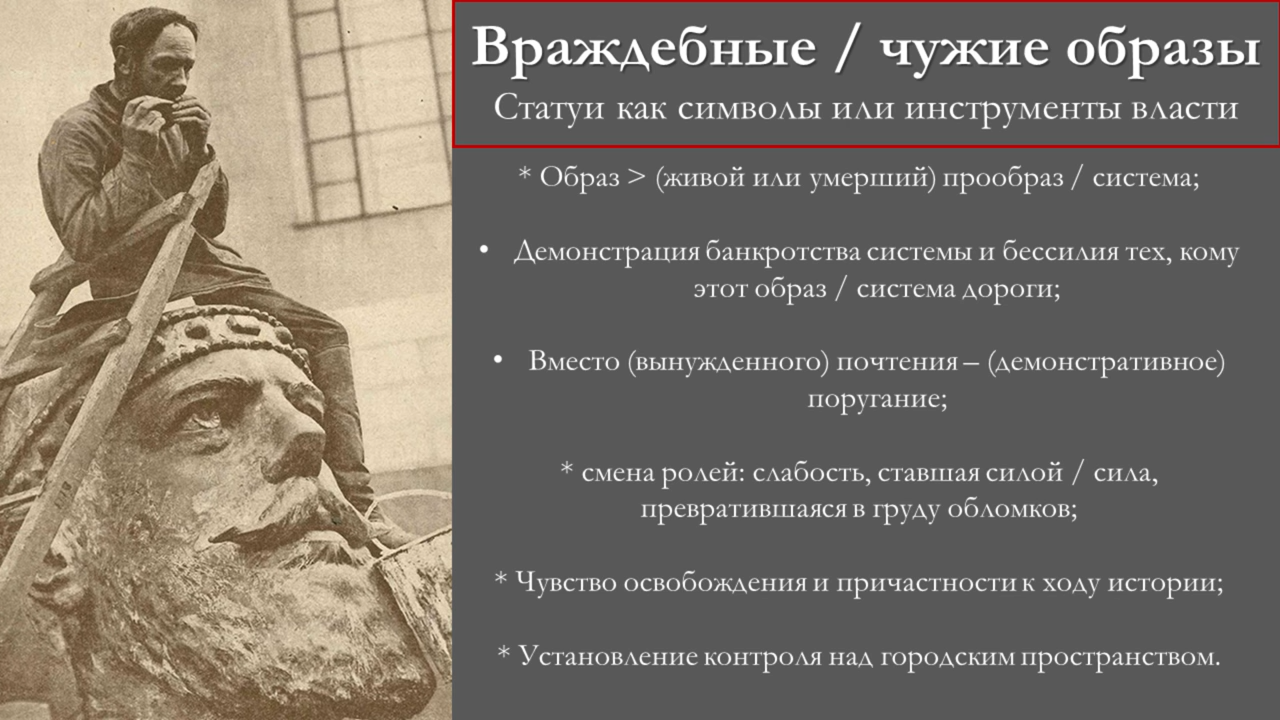 Враждебные / чужие образы
Статуи как символы или инструменты власти
* Образ > (живой или умерший) прообраз / система;
• Демонстрация банкротства системы и бессилия тех, кому
этот образ / система дороги;
• Вместо (вынужденного) почтения – (демонстративное)
поругание;
* смена ролей: слабость, ставшая силой / сила,
превратившаяся в груду обломков;
* Чувство освобождения и причастности к ходу истории;
* Установление контроля над городским пространством.